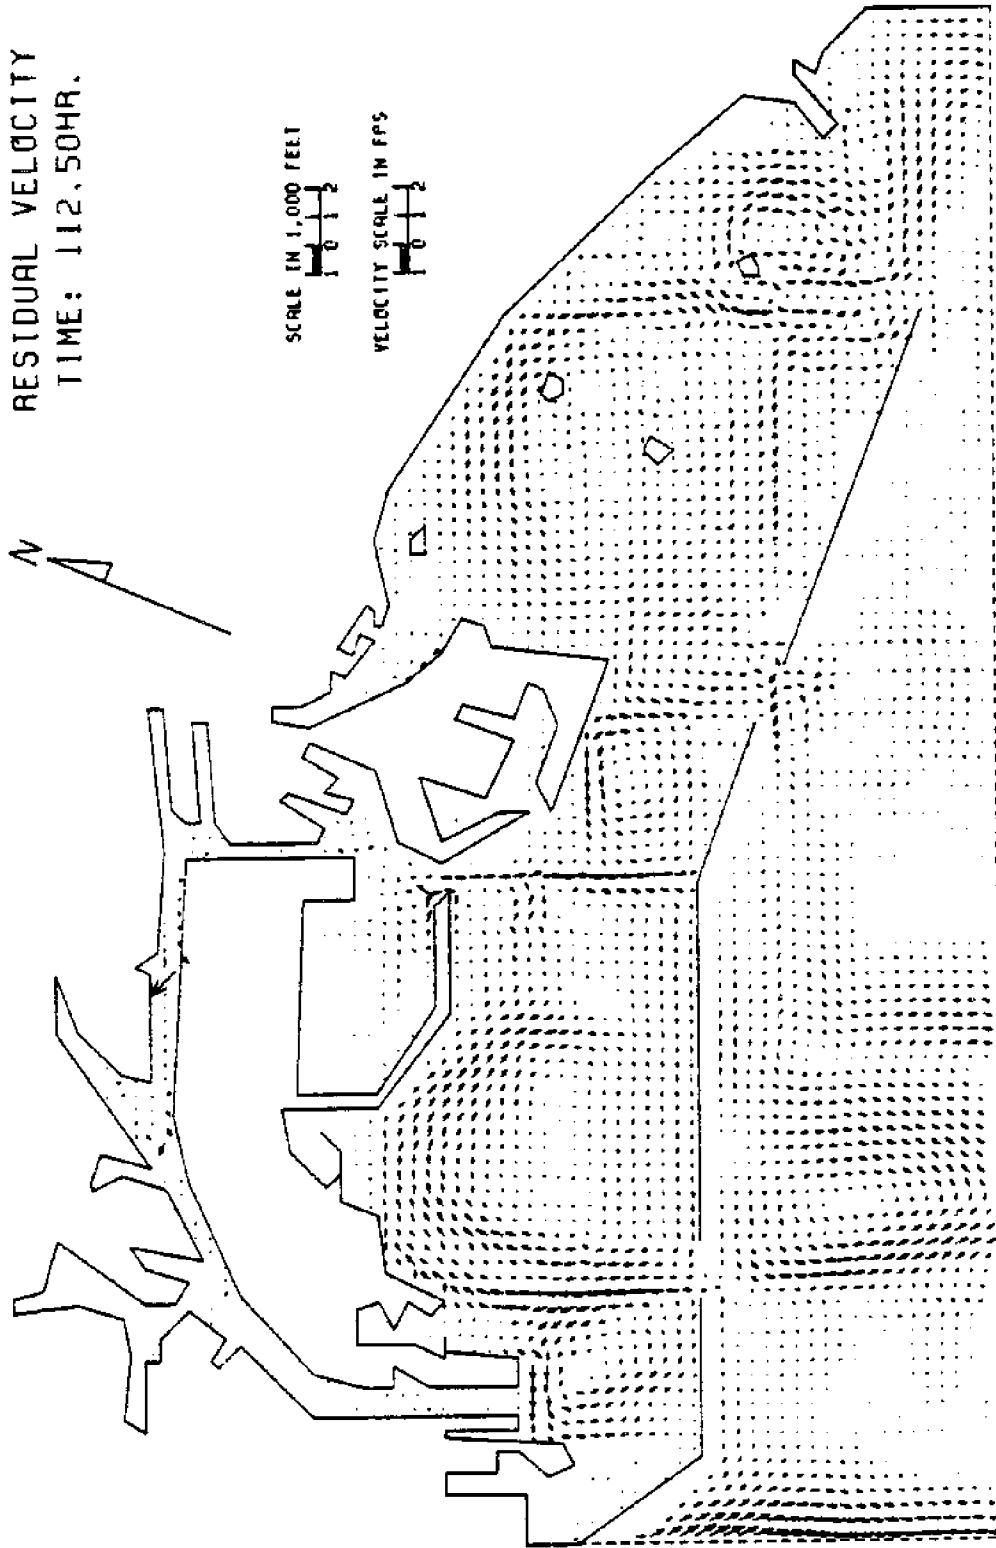 RESIDUAL VELOCITY
TIME: 112.50HR.
N
SCALE IN 1,000 FEET
1 0 1 2
VELOCITY SCALE IN FPS
1 0 1 2